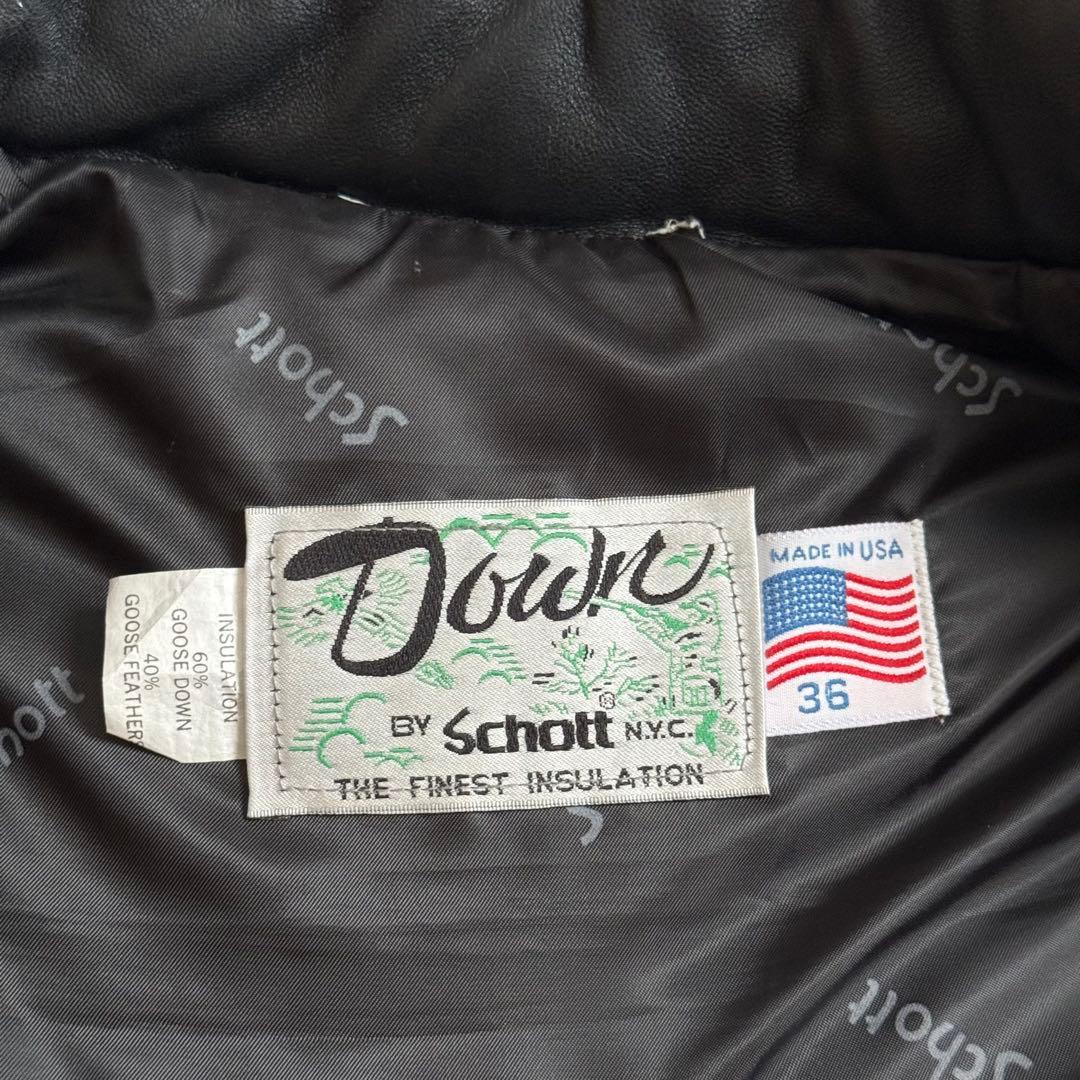 Schott
Schott
Down
BY Schott® N.Y.C.
THE FINEST INSULATION
MADE IN USA
36
INSULATION
60%
GOOSE DOWN
40%
GOOSE FEATHER
hott
Schott